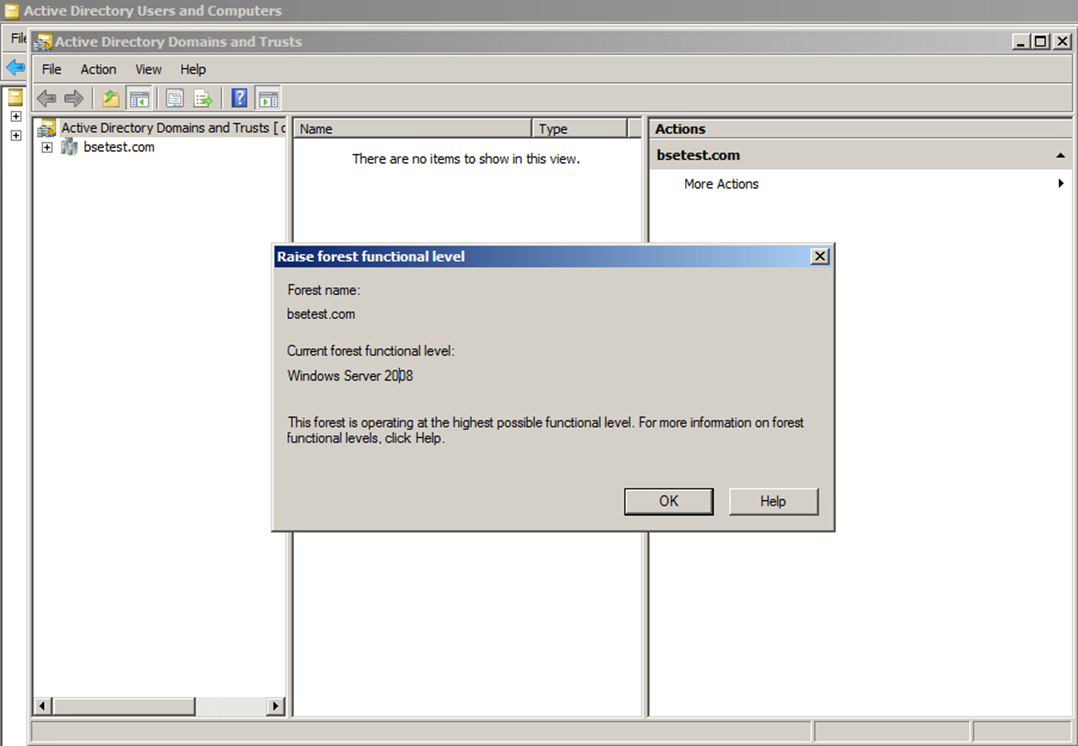 Active Directory Users and Computers
File
Active Directory Domains and Trusts
File Action View Help
Active Directory Domains and Trusts [
bsetest.com
Name Type
There are no items to show in this view.
Actions
bsetest.com
More Actions
Raise forest functional level
Forest name:
bsetest.com
Current forest functional level:
Windows Server 2008
This forest is operating at the highest possible functional level. For more information on forest
functional levels, click Help.
OK Help